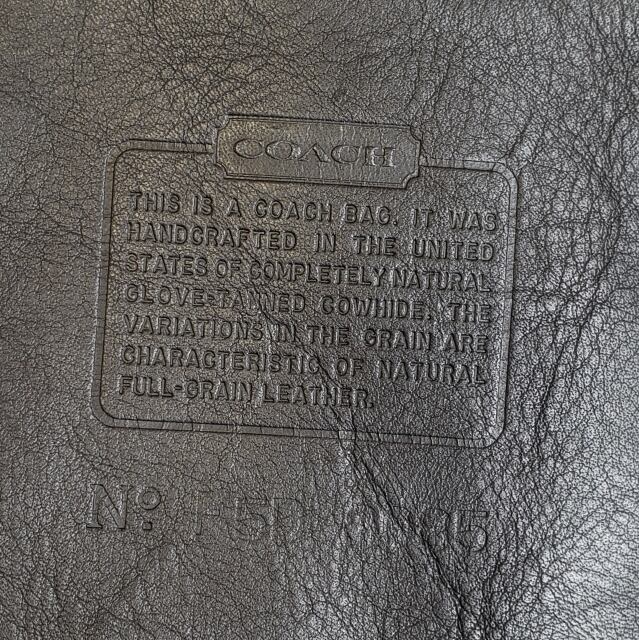 COACH
THIS IS A COACH BAG. IT WAS
HANDCRAFTED IN THE UNITED
STATES OF COMPLETELY NATURAL
GLOVE-TANNED COWHIDE. THE
VARIATIONS IN THE GRAIN ARE
CHARACTERISTIC OF NATURAL
FULL-GRAIN LEATHER.
No